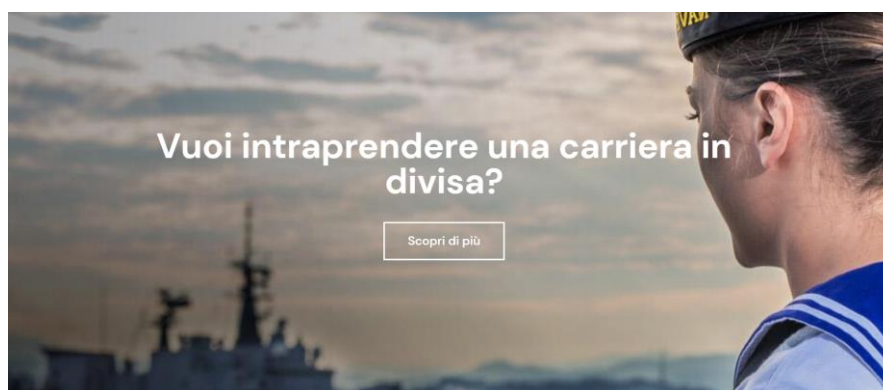 Vuoi intraprendere una carriera in
divisa?
Scopri di più